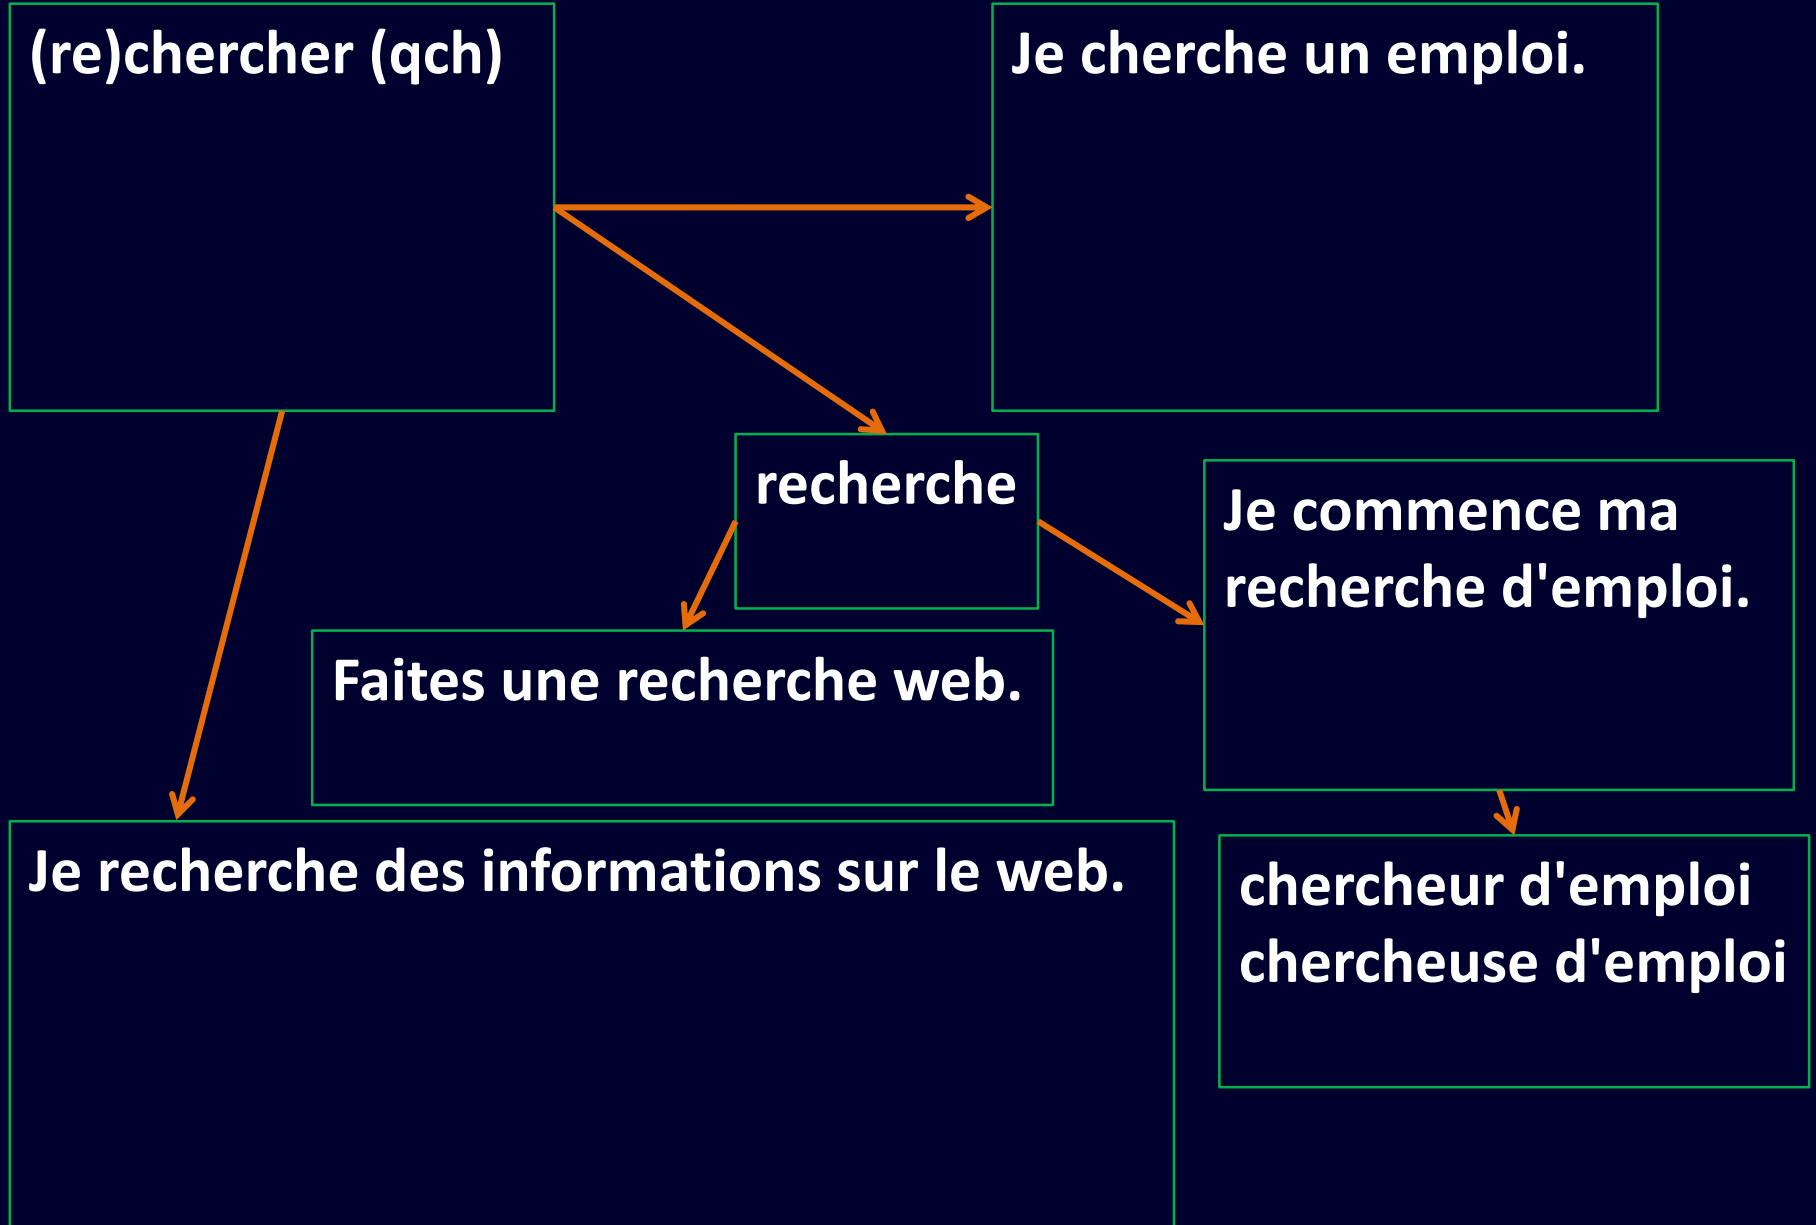 (re)chercher (qch)
Je cherche un emploi.
recherche
Je commence ma
recherche d'emploi.
Faites une recherche web.
Je recherche des informations sur le web.
chercheur d'emploi
chercheuse d'emploi